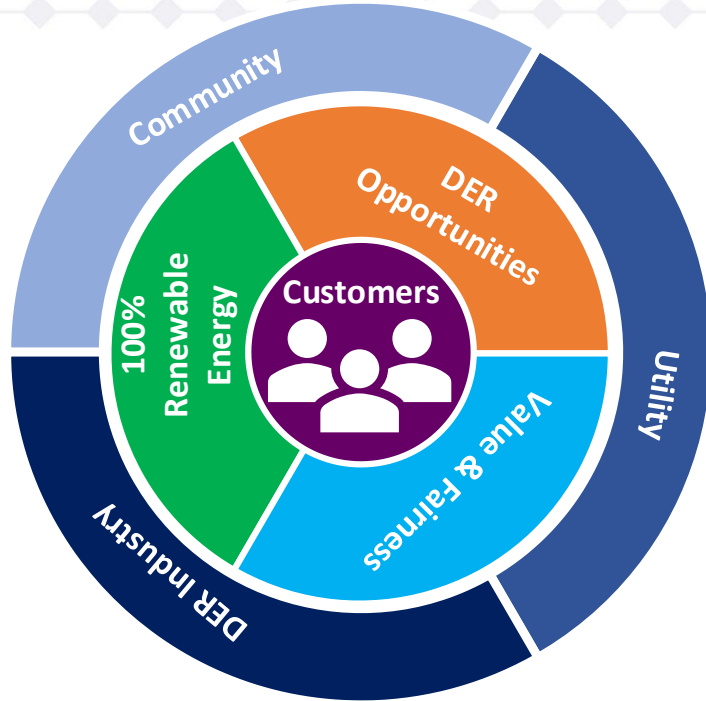 Community
DER
Opportunities
Utility
100%
Renewable
Energy
Customers
Value & Fairness
DER Industry